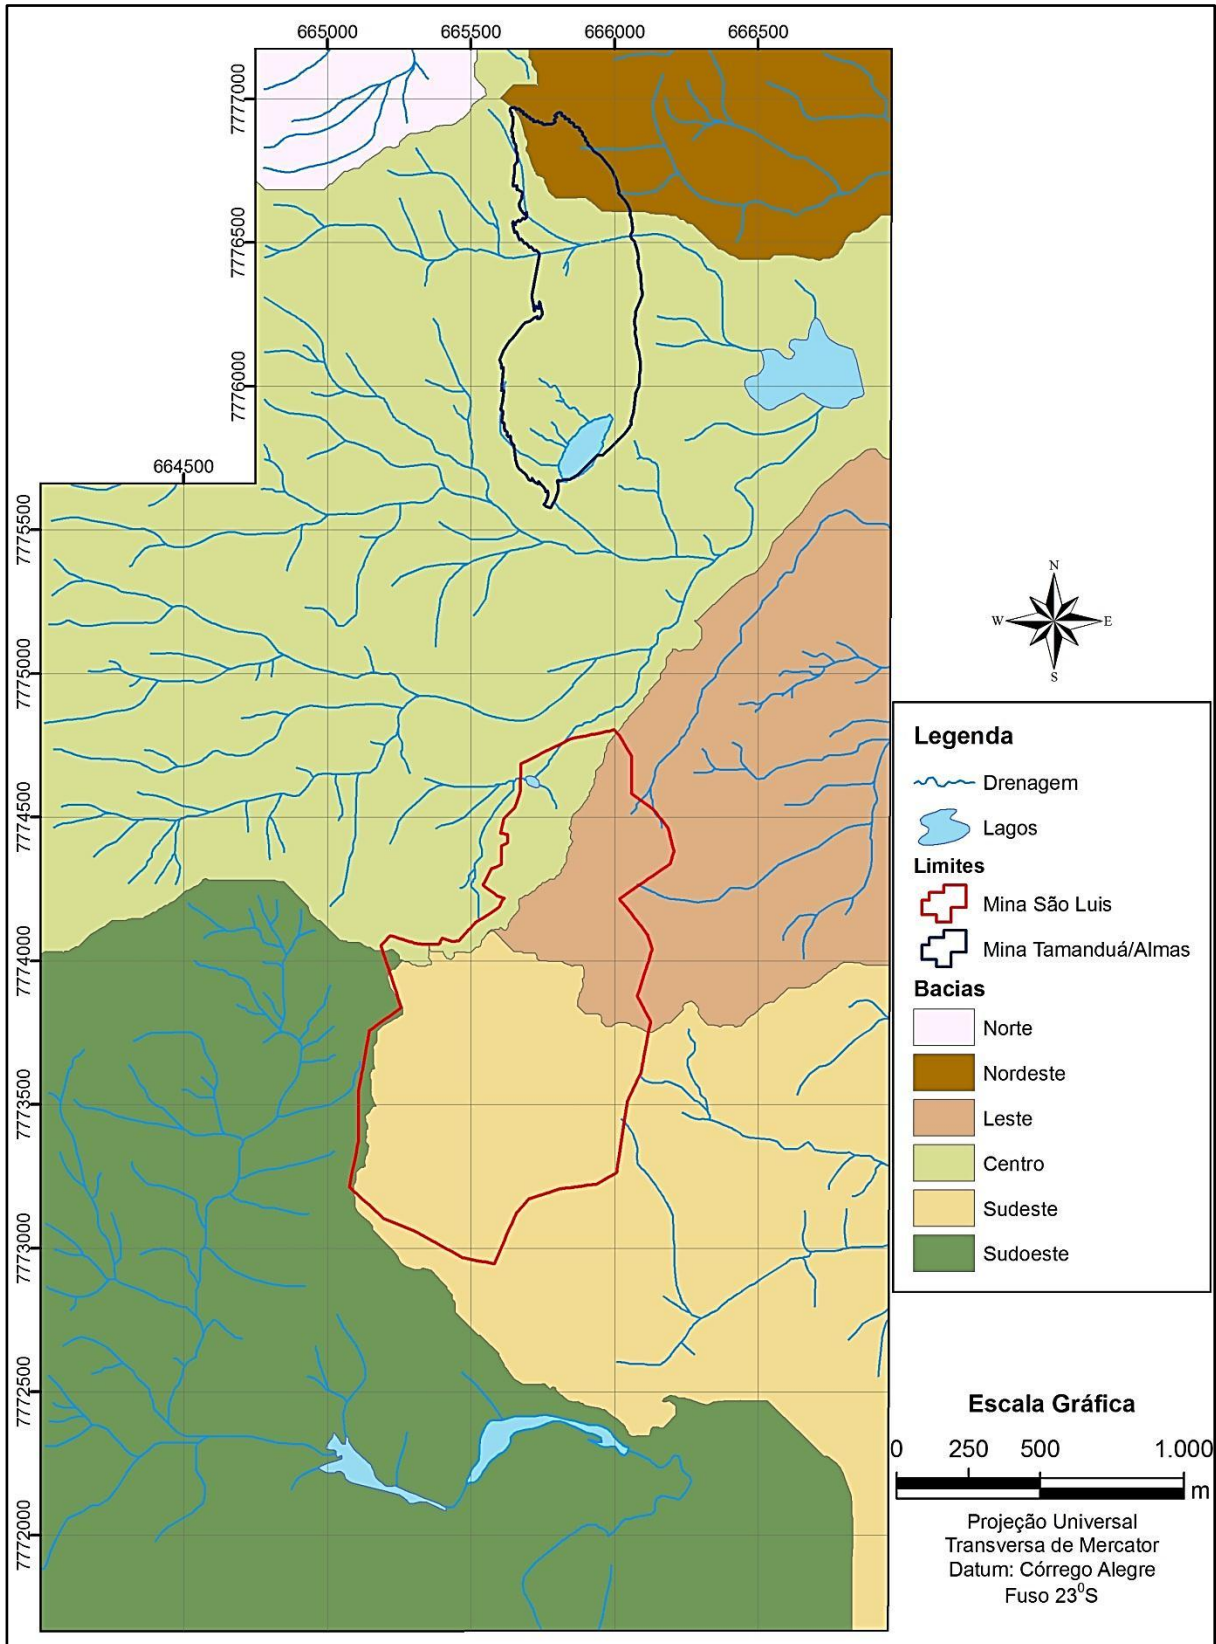 665000 665500 666000 666500
7777000
7776500
7776000
664500
7775500
7775000
7774500
7774000
7773500
7773000
7772500
7772000
N
W E
S
Legenda
Drenagem
Lagos
Limites
Mina São Luis
Mina Tamanduá/Almas
Bacias
Norte
Nordeste
Leste
Centro
Sudeste
Sudoeste
Escala Gráfica
0 250 500 1.000
m
Projeção Universal
Transversa de Mercator
Datum: Córrego Alegre
Fuso 23⁰S